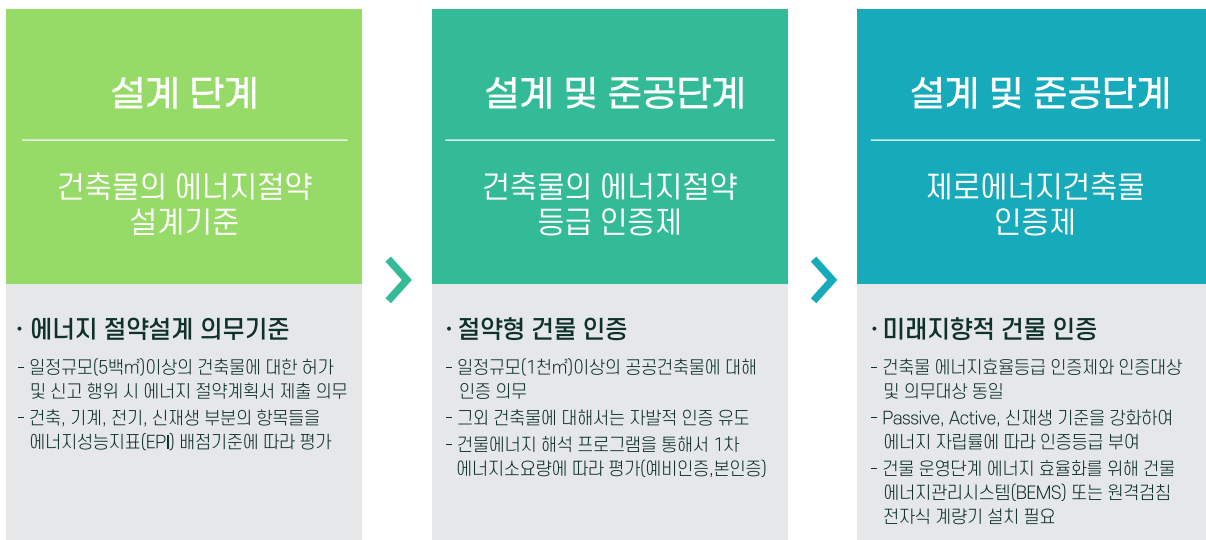 설계 단계
건축물의 에너지절약
설계기준
· 에너지 절약설계 의무기준
- 일정규모(5백㎡)이상의 건축물에 대한 허가
및 신고 행위 시 에너지 절약계획서 제출 의무
- 건축, 기계, 전기, 신재생 부분의 항목들을
에너지성능지표(EPI) 배점기준에 따라 평가
설계 및 준공단계
건축물의 에너지절약
등급 인증제
· 절약형 건물 인증
- 일정규모(1천㎡)이상의 공공건축물에 대해
인증 의무
- 그외 건축물에 대해서는 자발적 인증 유도
- 건물에너지 해석 프로그램을 통해서 1차
에너지소요량에 따라 평가(예비인증,본인증)
설계 및 준공단계
제로에너지건축물
인증제
· 미래지향적 건물 인증
- 건축물 에너지효율등급 인증제와 인증대상
및 의무대상 동일
- Passive, Active, 신재생 기준을 강화하여
에너지 자립률에 따라 인증등급 부여
- 건물 운영단계 에너지 효율화를 위해 건물
에너지관리시스템(BEMS) 또는 원격검침
전자식 계량기 설치 필요